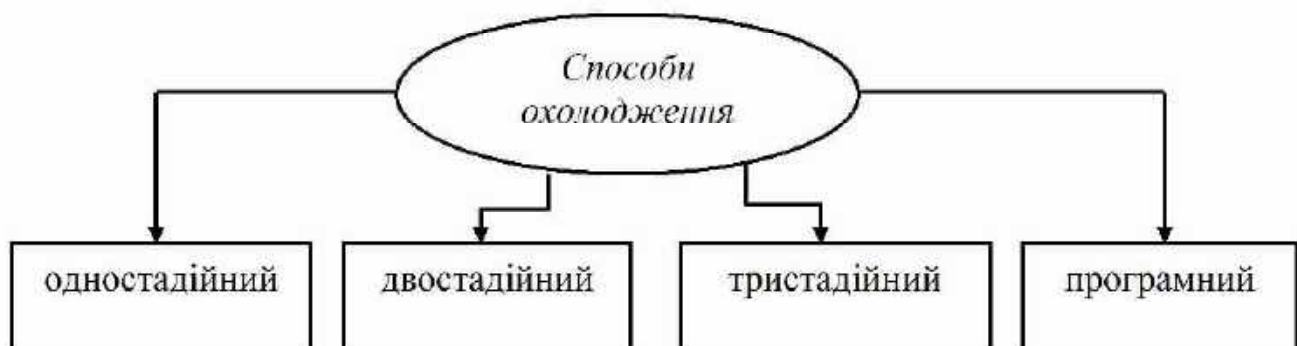 Способи
охолодження
одностадійний
двостадійний
тристадійний
програмний